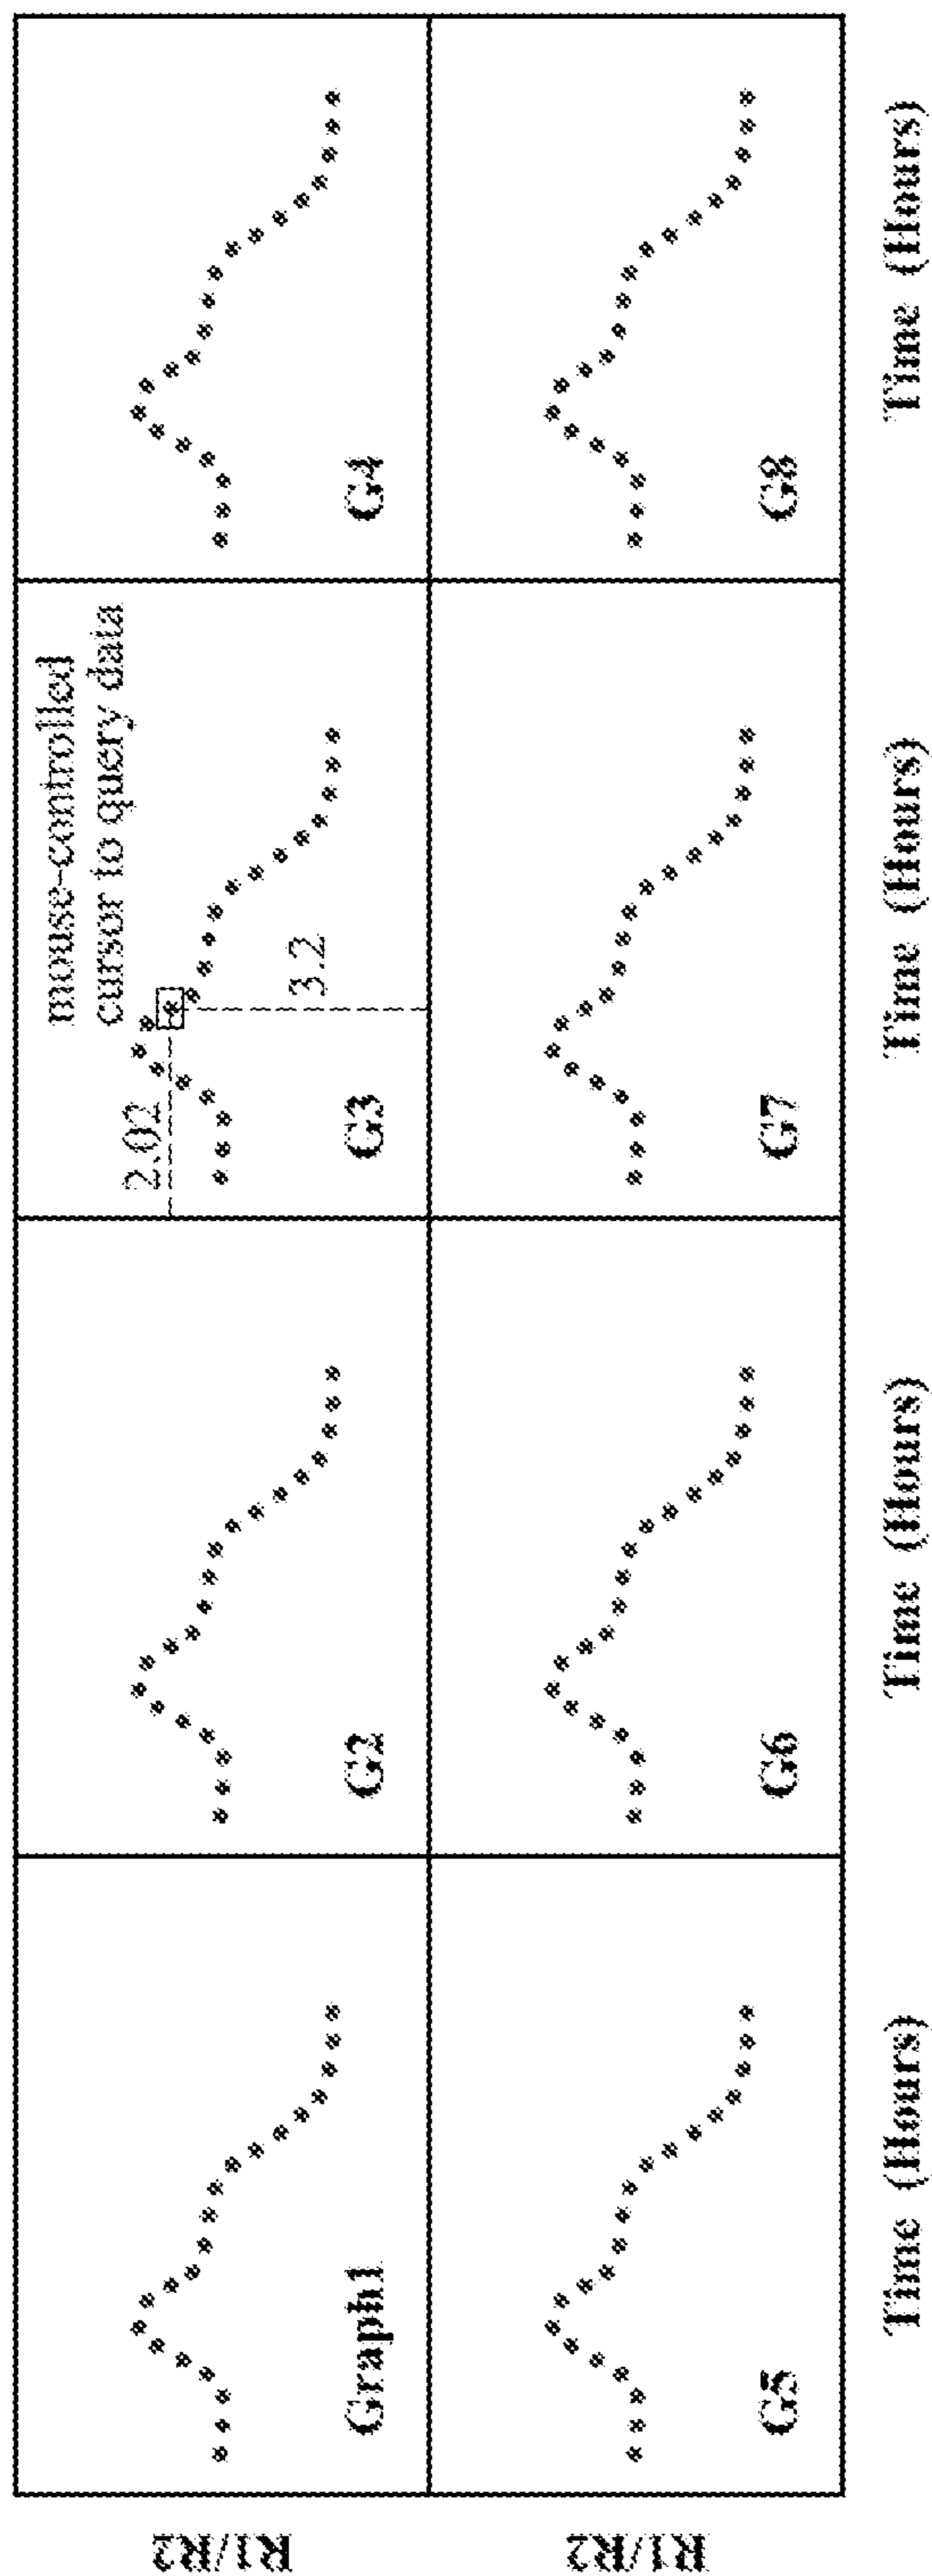 R1/R2
Graph1
G2
2.02
mouse-controlled
cursor to query data
3.2
G3
G4
R1/R2
G5
G6
G7
G8
Time (Hours)
Time (Hours)
Time (Hours)
Time (Hours)